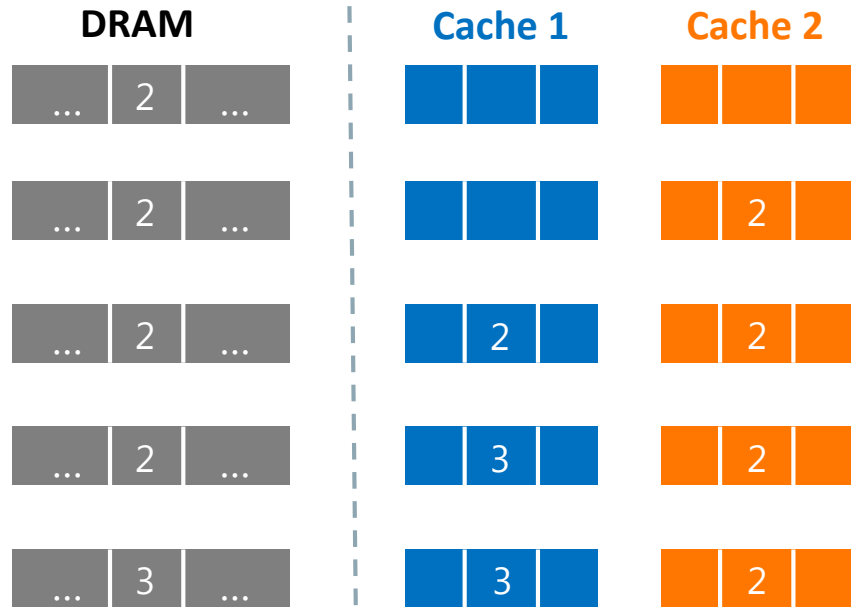 DRAM Cache 1 Cache 2
... 2 ...
... 2 ... 2
... 2 ... 2 2
... 2 ... 3 2
... 3 ... 3 2